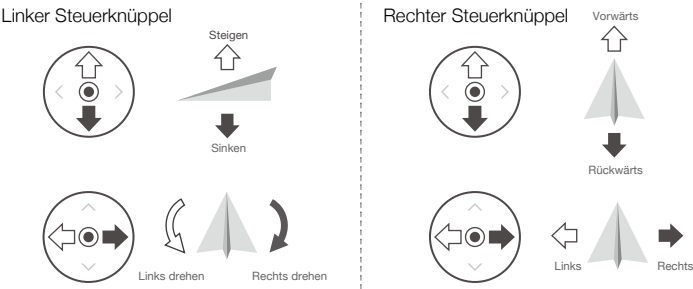 Linker Steuerknüppel
Steigen
Sinken
Links drehen
Rechts drehen
Rechter Steuerknüppel
Vorwärts
Rückwärts
Links
Rechts